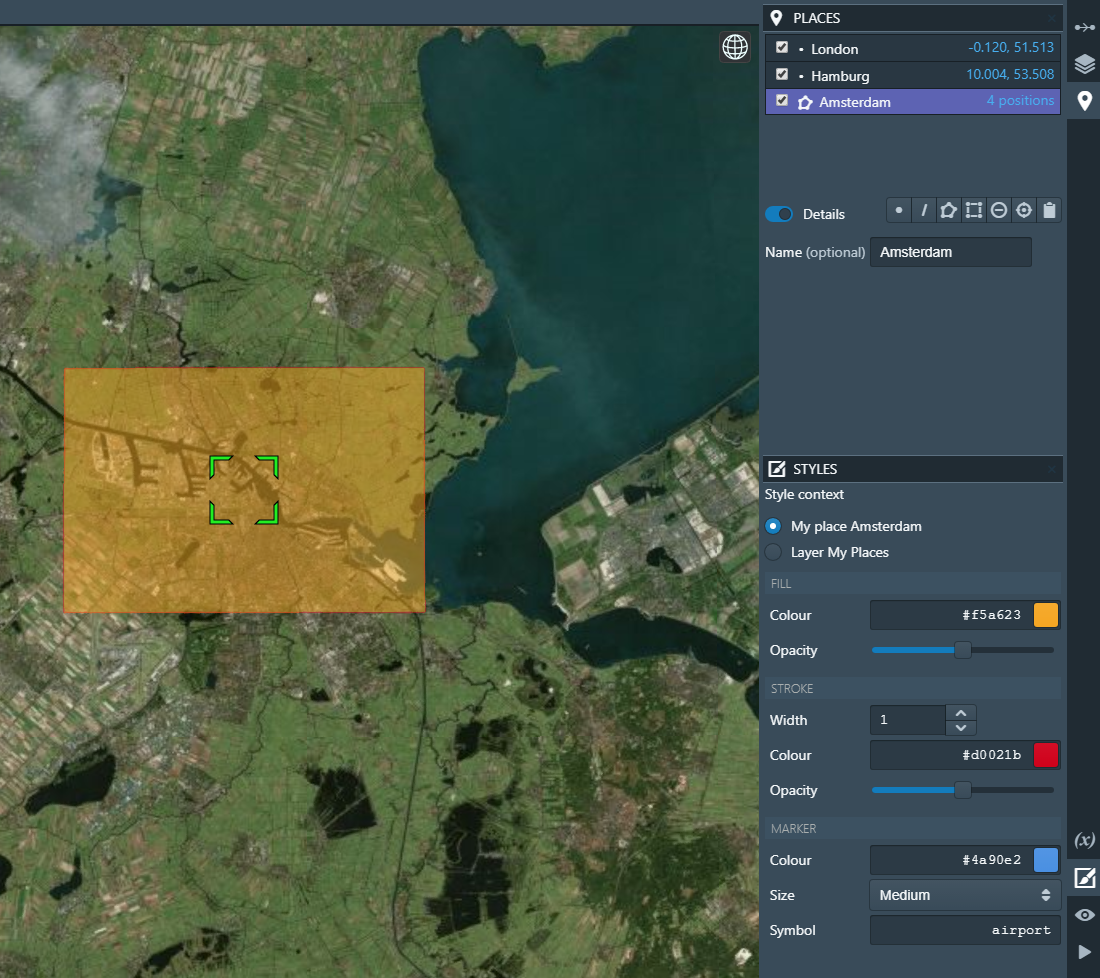 PLACES
London -0.120, 51.513
Hamburg 10.004, 53.508
Amsterdam 4 positions
Details
Name (optional) Amsterdam
STYLES
Style context
My place Amsterdam
Layer My Places
FILL
Colour #f5a623
Opacity
STROKE
Width 1
Colour #d0021b
Opacity
MARKER
Colour #4a90e2
(x)
Size Medium
Symbol airport